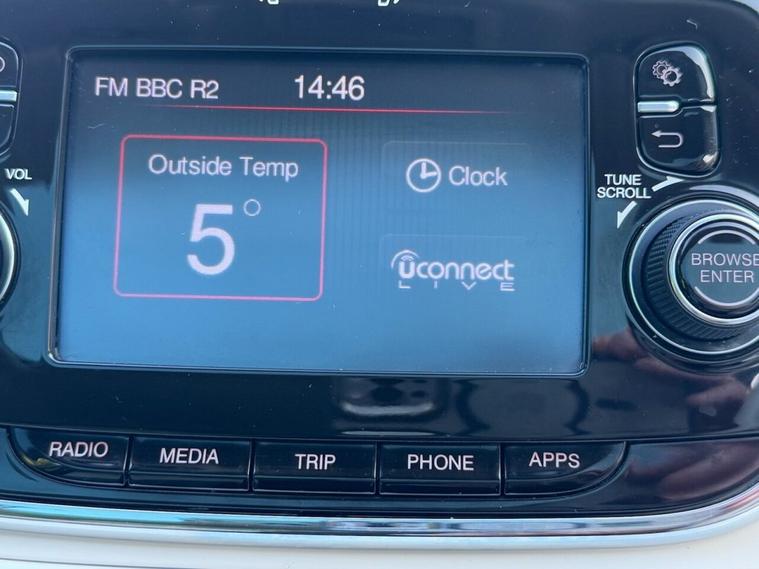 FM BBC R2 14:46
VOL
Outside Temp
5°
Clock
uconnect
LIVE
TUNE
SCROLL
BROWSE
ENTER
RADIO MEDIA TRIP PHONE APPS